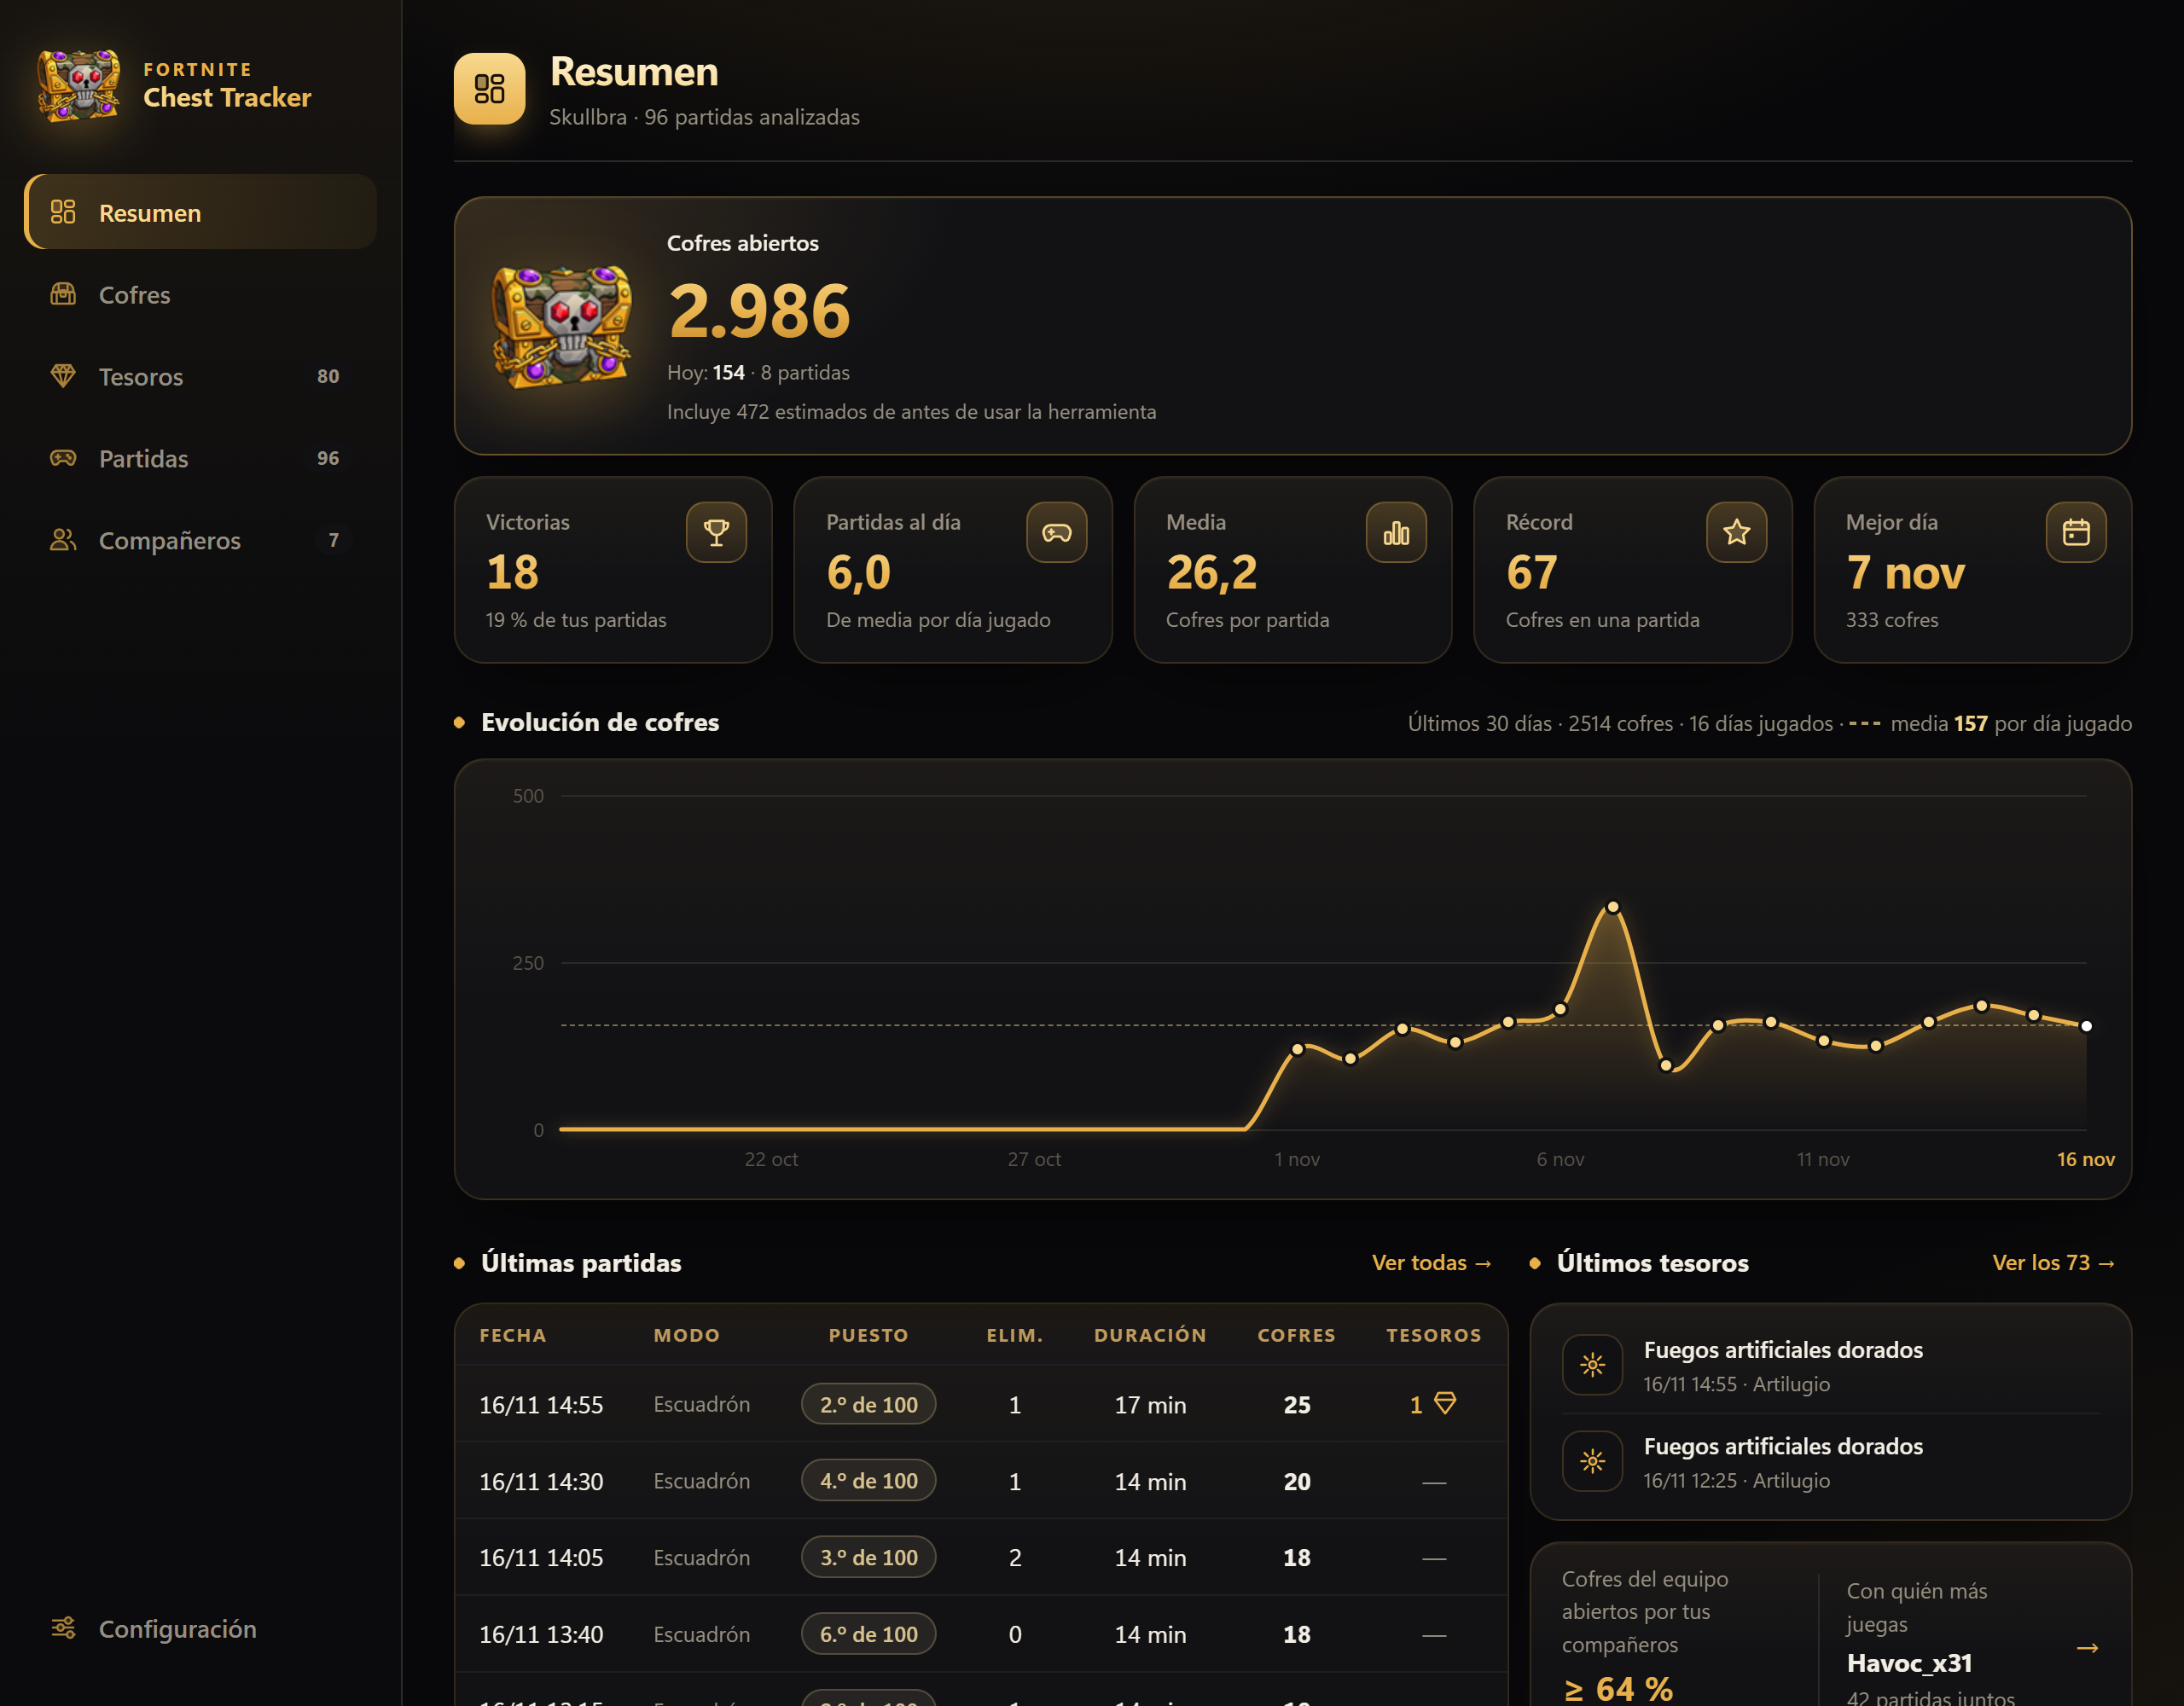 FORTNITE
Chest Tracker
Resumen
Cofres
Tesoros 80
Partidas 96
Compañeros 7
Configuración
Resumen
Skullbra · 96 partidas analizadas
Cofres abiertos
2.986
Hoy: 154 · 8 partidas
Incluye 472 estimados de antes de usar la herramienta
Victorias
18
19 % de tus partidas
Partidas al día
6,0
De media por día jugado
Media
26,2
Cofres por partida
Récord
67
Cofres en una partida
Mejor día
7 nov
333 cofres
Evolución de cofres
Últimos 30 días · 2514 cofres · 16 días jugados · --- media 157 por día jugado
500
250
0
22 oct 27 oct 1 nov 6 nov 11 nov 16 nov
Últimas partidas
Ver todas →
FECHA MODO PUESTO ELIM. DURACIÓN COFRES TESOROS
16/11 14:55 Escuadrón 2.º de 100 1 17 min 25 1
16/11 14:30 Escuadrón 4.º de 100 1 14 min 20 —
16/11 14:05 Escuadrón 3.º de 100 2 14 min 18 —
16/11 13:40 Escuadrón 6.º de 100 0 14 min 18 —
Últimos tesoros
Ver los 73 →
Fuegos artificiales dorados
16/11 14:55 · Artilugio
Fuegos artificiales dorados
16/11 12:25 · Artilugio
Cofres del equipo
abiertos por tus
compañeros
≥ 64 %
Con quién más
juegas
Havoc_x31
→
42 partidas juntos